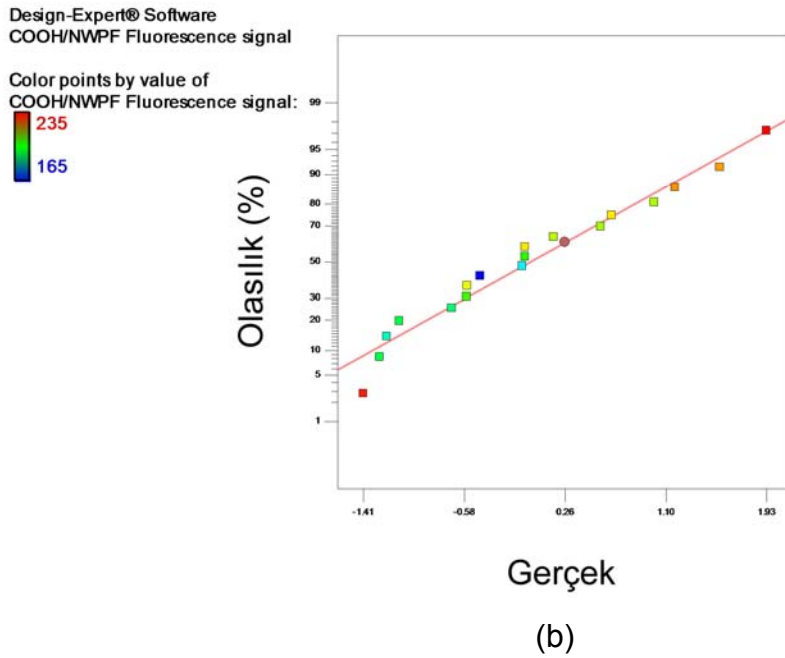 Design-Expert® Software
COOH/NWPF Fluorescence signal
Color points by value of
COOH/NWPF Fluorescence signal:
235
165
Olasılık (%)
99
95
90
80
70
50
30
20
10
5
1
-1.41
-0.58
0.26
1.10
1.93
Gerçek
(b)